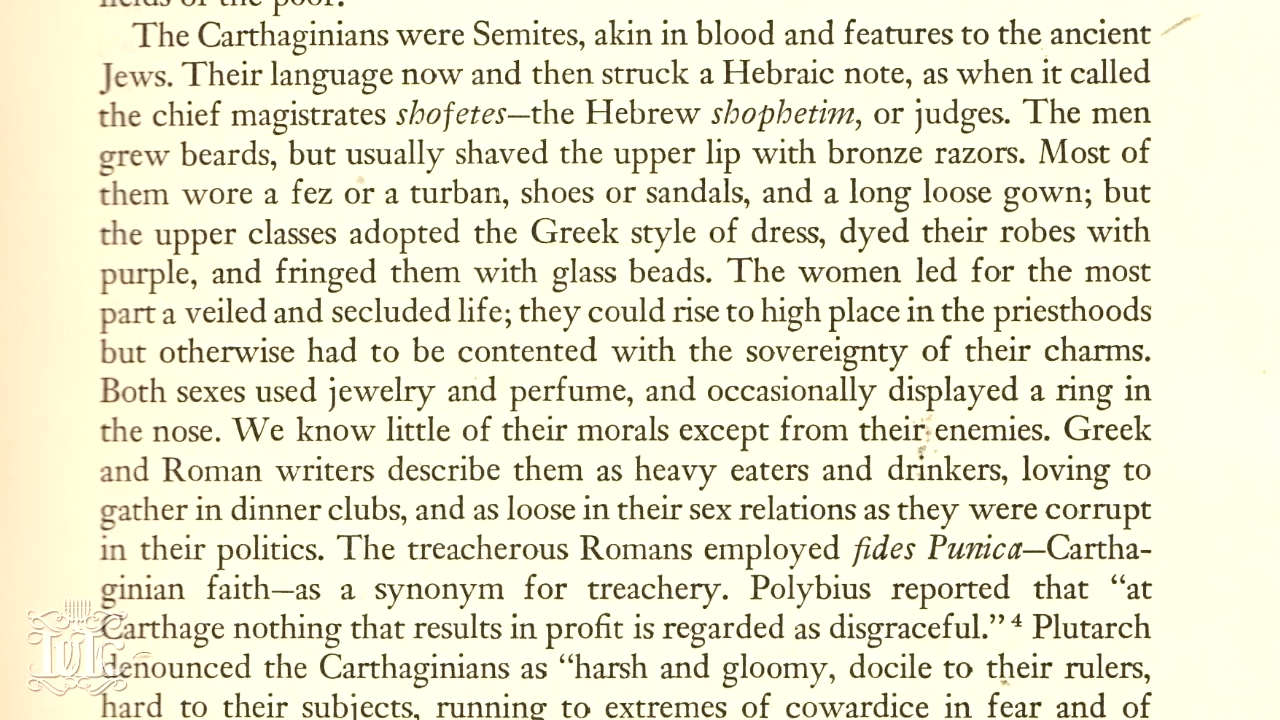 fields of the poor.
The Carthaginians were Semites, akin in blood and features to the ancient
Jews. Their language now and then struck a Hebraic note, as when it called
the chief magistrates shofetes—the Hebrew shophetim, or judges. The men
grew beards, but usually shaved the upper lip with bronze razors. Most of
them wore a fez or a turban, shoes or sandals, and a long loose gown; but
the upper classes adopted the Greek style of dress, dyed their robes with
purple, and fringed them with glass beads. The women led for the most
part a veiled and secluded life; they could rise to high place in the priesthoods
but otherwise had to be contented with the sovereignty of their charms.
Both sexes used jewelry and perfume, and occasionally displayed a ring in
the nose. We know little of their morals except from their enemies. Greek
and Roman writers describe them as heavy eaters and drinkers, loving to
gather in dinner clubs, and as loose in their sex relations as they were corrupt
in their politics. The treacherous Romans employed fides Punica—Cartha-
ginian faith—as a synonym for treachery. Polybius reported that “at
Carthage nothing that results in profit is regarded as disgraceful.” ⁴ Plutarch
denounced the Carthaginians as “harsh and gloomy, docile to their rulers,
hard to their subjects, running to extremes of cowardice in fear and of